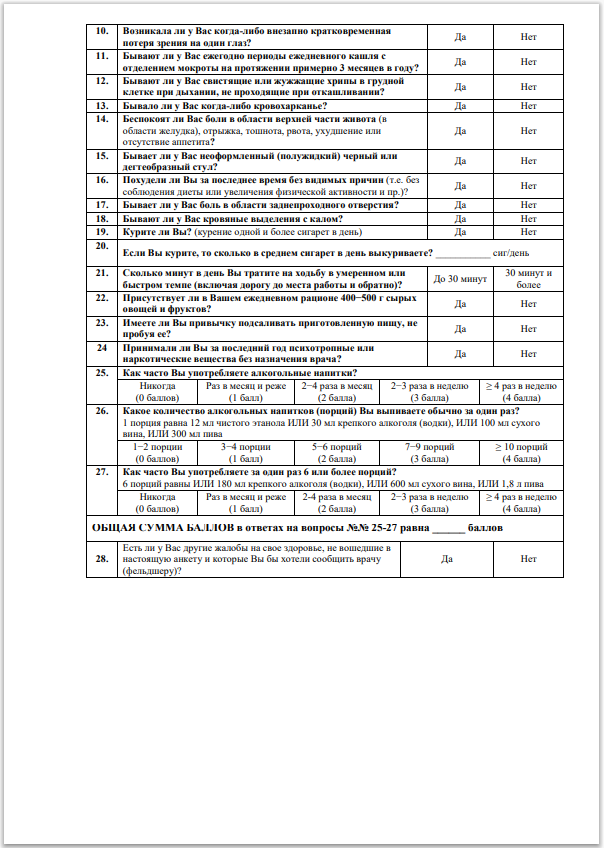 10. Возникала ли у Вас когда-либо внезапно кратковременная Да Нет
потеря зрения на один глаз?
11. Бывают ли у Вас ежегодно периоды ежедневного кашля с Да Нет
отделением мокроты на протяжении примерно 3 месяцев в году?
12. Бывают ли у Вас свистящие или жужжащие хрипы в грудной Да Нет
клетке при дыхании, не проходящие при откашливании?
13. Бывало ли у Вас когда-либо кровохарканье? Да Нет
14. Беспокоят ли Вас боли в области верхней части живота (в Да Нет
области желудка), отрыжка, тошнота, рвота, ухудшение или
отсутствие аппетита?
15. Бывает ли у Вас неоформленный (полужидкий) черный или Да Нет
дегтеобразный стул?
16. Похудели ли Вы за последнее время без видимых причин (т.е. без Да Нет
соблюдения диеты или увеличения физической активности и пр.)?
17. Бывает ли у Вас боль в области заднепроходного отверстия? Да Нет
18. Бывают ли у Вас кровяные выделения с калом? Да Нет
19. Курите ли Вы? (курение одной и более сигарет в день) Да Нет
20. Если Вы курите, то сколько в среднем сигарет в день выкуриваете? ___________ сиг/день
21. Сколько минут в день Вы тратите на ходьбу в умеренном или До 30 минут 30 минут и
быстром темпе (включая дорогу до места работы и обратно)? более
22. Присутствует ли в Вашем ежедневном рационе 400−500 г сырых Да Нет
овощей и фруктов?
23. Имеете ли Вы привычку подсаливать приготовленную пищу, не Да Нет
пробуя ее?
24 Принимали ли Вы за последний год психотропные или Да Нет
наркотические вещества без назначения врача?
25. Как часто Вы употребляете алкогольные напитки?
Никогда Раз в месяц и реже 2−4 раза в месяц 2−3 раза в неделю ≥ 4 раз в неделю
(0 баллов) (1 балл) (2 балла) (3 балла) (4 балла)
26. Какое количество алкогольных напитков (порций) Вы выпиваете обычно за один раз?
1 порция равна 12 мл чистого этанола ИЛИ 30 мл крепкого алкоголя (водки), ИЛИ 100 мл сухого
вина, ИЛИ 300 мл пива
1−2 порции 3−4 порции 5−6 порций 7−9 порций ≥ 10 порций
(0 баллов) (1 балл) (2 балла) (3 балла) (4 балла)
27. Как часто Вы употребляете за один раз 6 или более порций?
6 порций равны ИЛИ 180 мл крепкого алкоголя (водки), ИЛИ 600 мл сухого вина, ИЛИ 1,8 л пива
Никогда Раз в месяц и реже 2-4 раза в месяц 2−3 раза в неделю ≥ 4 раз в неделю
(0 баллов) (1 балл) (2 балла) (3 балла) (4 балла)
ОБЩАЯ СУММА БАЛЛОВ в ответах на вопросы №№ 25-27 равна ______ баллов
Есть ли у Вас другие жалобы на свое здоровье, не вошедшие в
28. настоящую анкету и которые Вы бы хотели сообщить врачу Да Нет
(фельдшеру)?